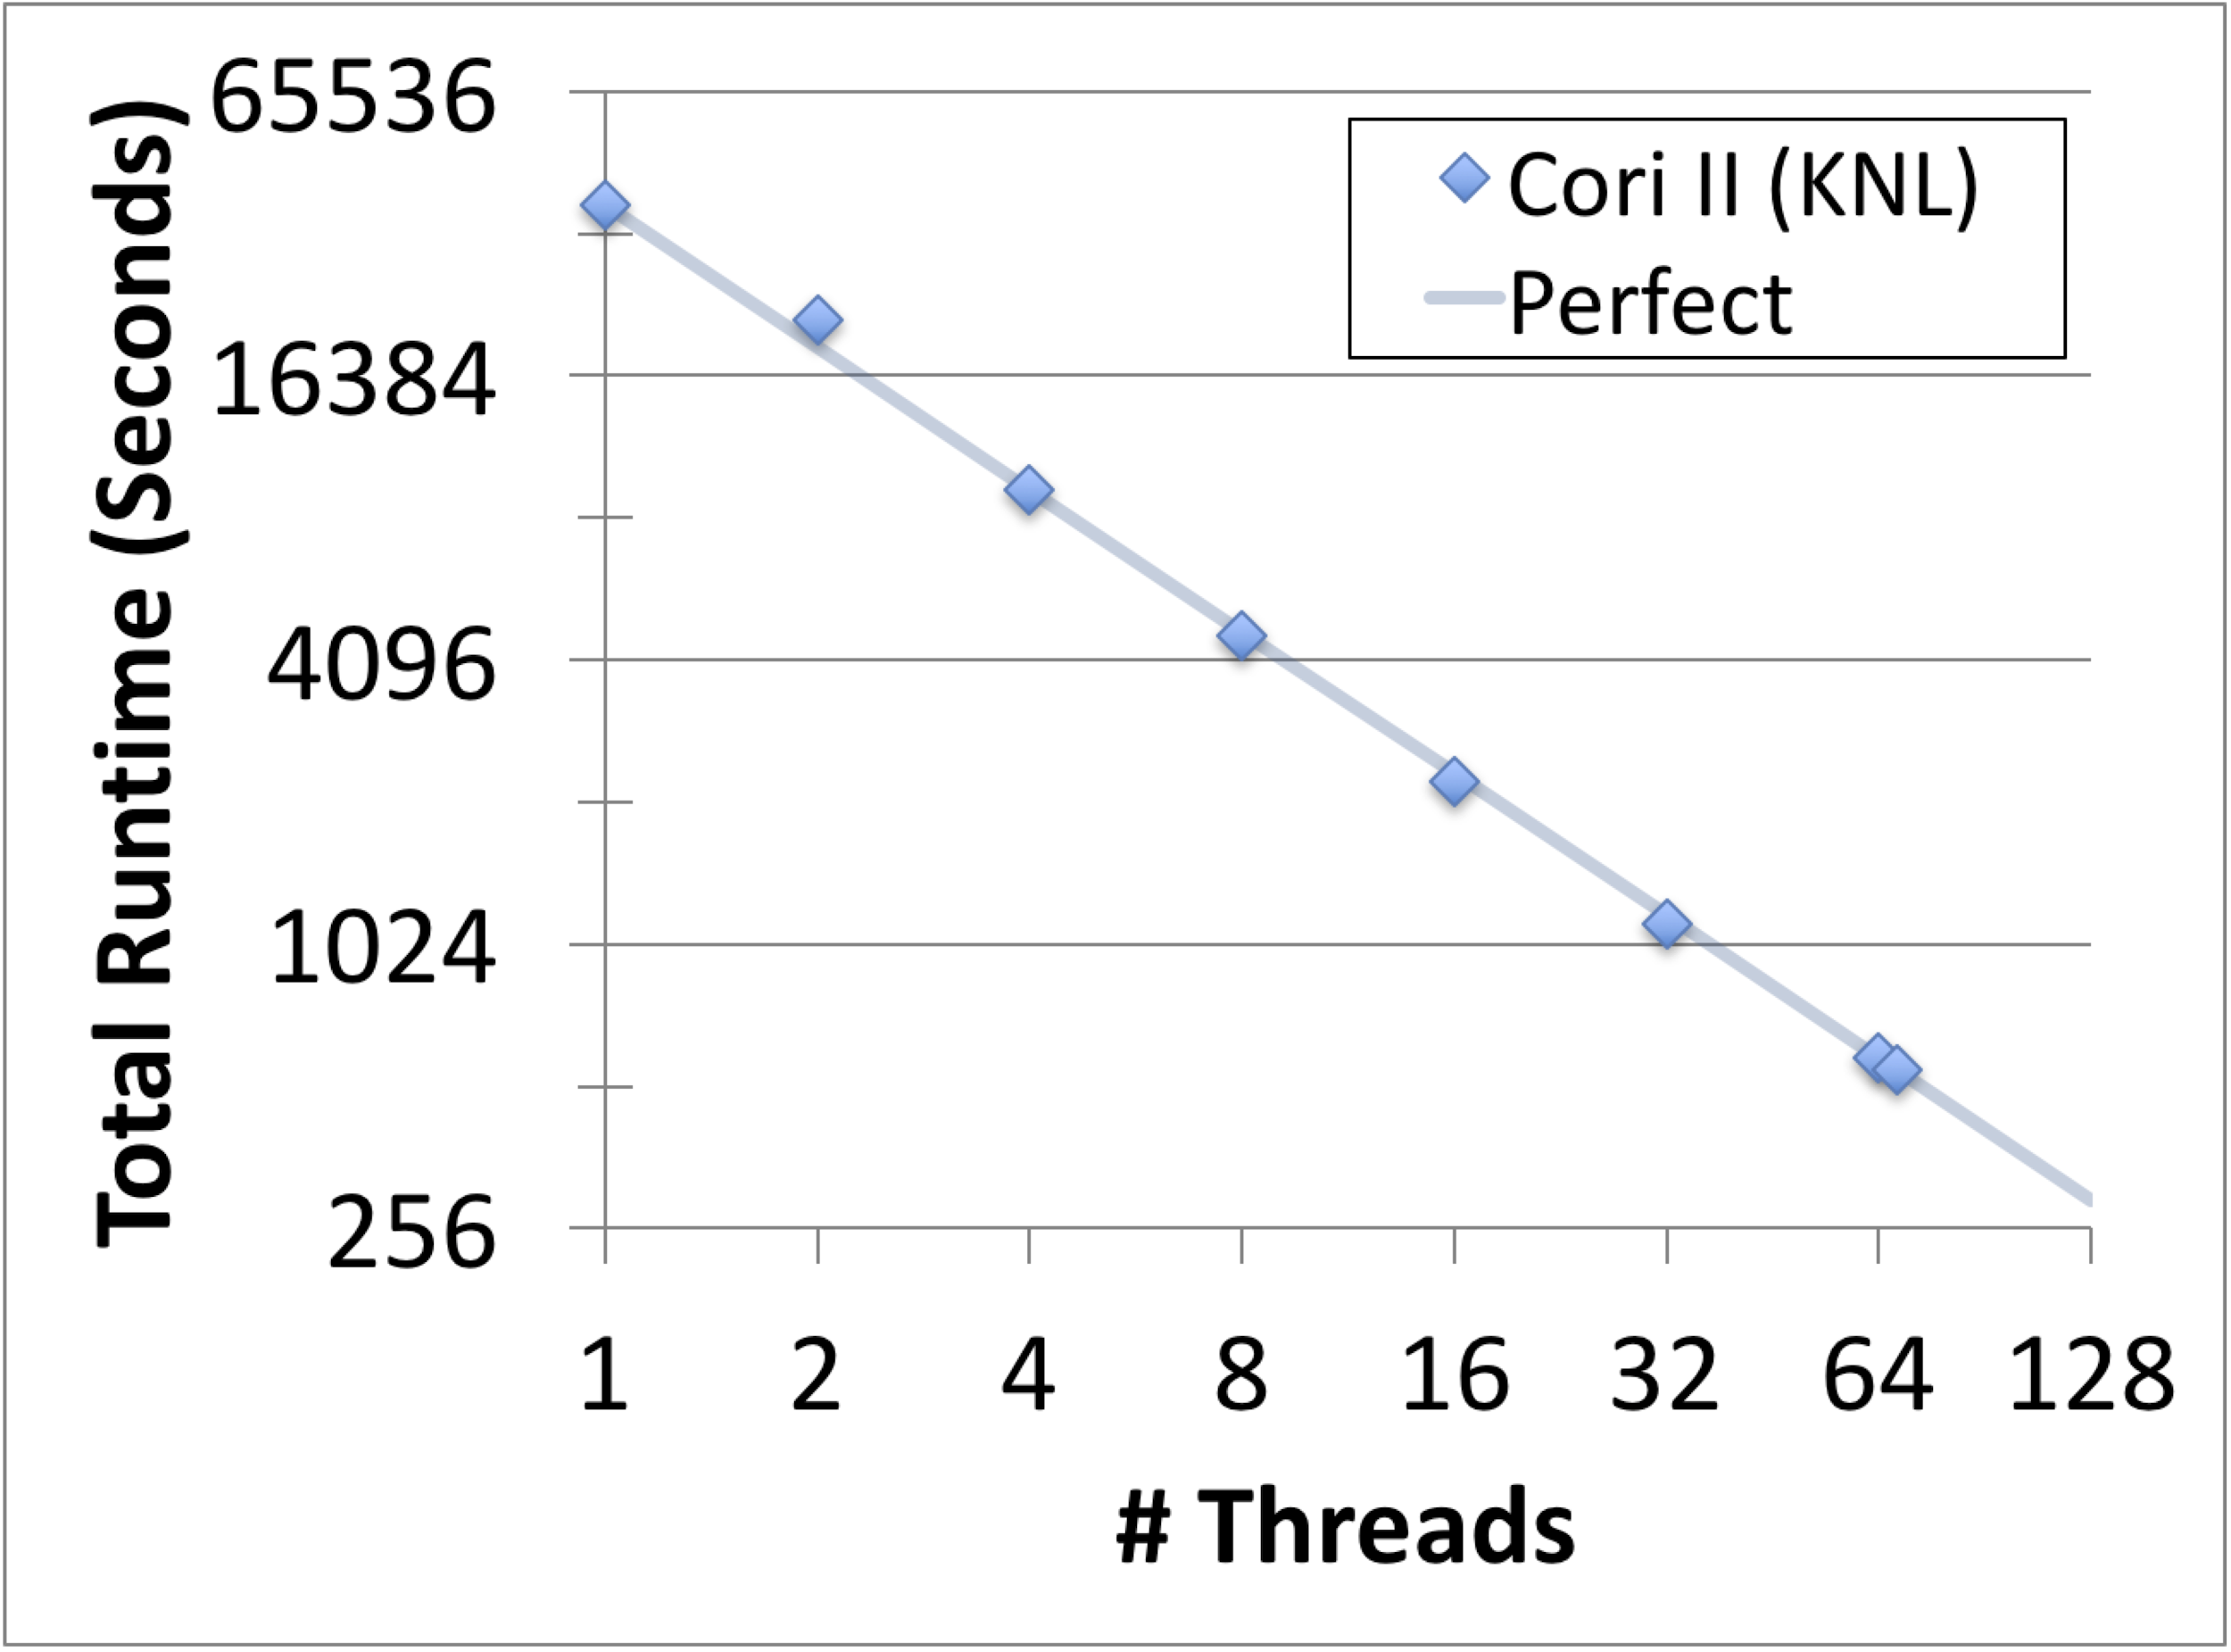 Total Runtime (Seconds)
65536
16384
4096
1024
256
Cori II (KNL)
Perfect
1 2 4 8 16 32 64 128
# Threads